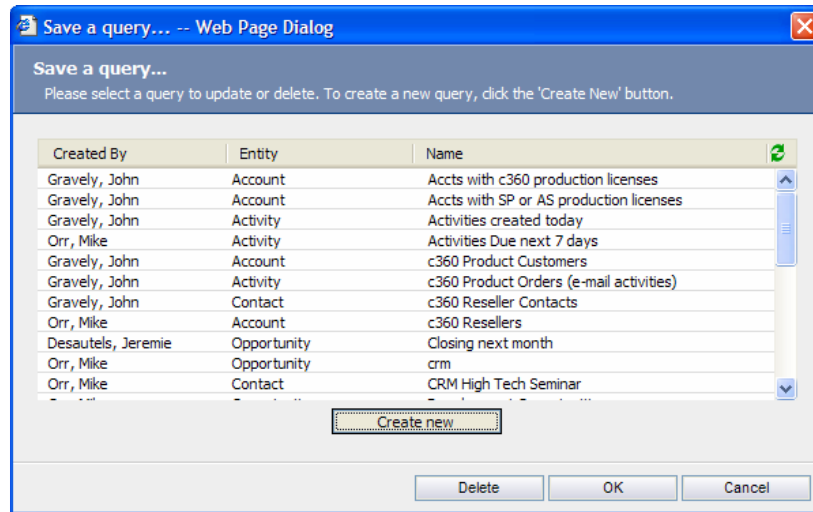 Save a query... -- Web Page Dialog
Save a query...
Please select a query to update or delete. To create a new query, click the 'Create New' button.
Created By Entity Name
Gravely, John Account Accts with c360 production licenses
Gravely, John Account Accts with SP or AS production licenses
Gravely, John Activity Activities created today
Orr, Mike Activity Activities Due next 7 days
Gravely, John Account c360 Product Customers
Gravely, John Activity c360 Product Orders (e-mail activities)
Gravely, John Contact c360 Reseller Contacts
Orr, Mike Account c360 Resellers
Desautels, Jeremie Opportunity Closing next month
Orr, Mike Opportunity crm
Orr, Mike Contact CRM High Tech Seminar
Create new
Delete OK Cancel